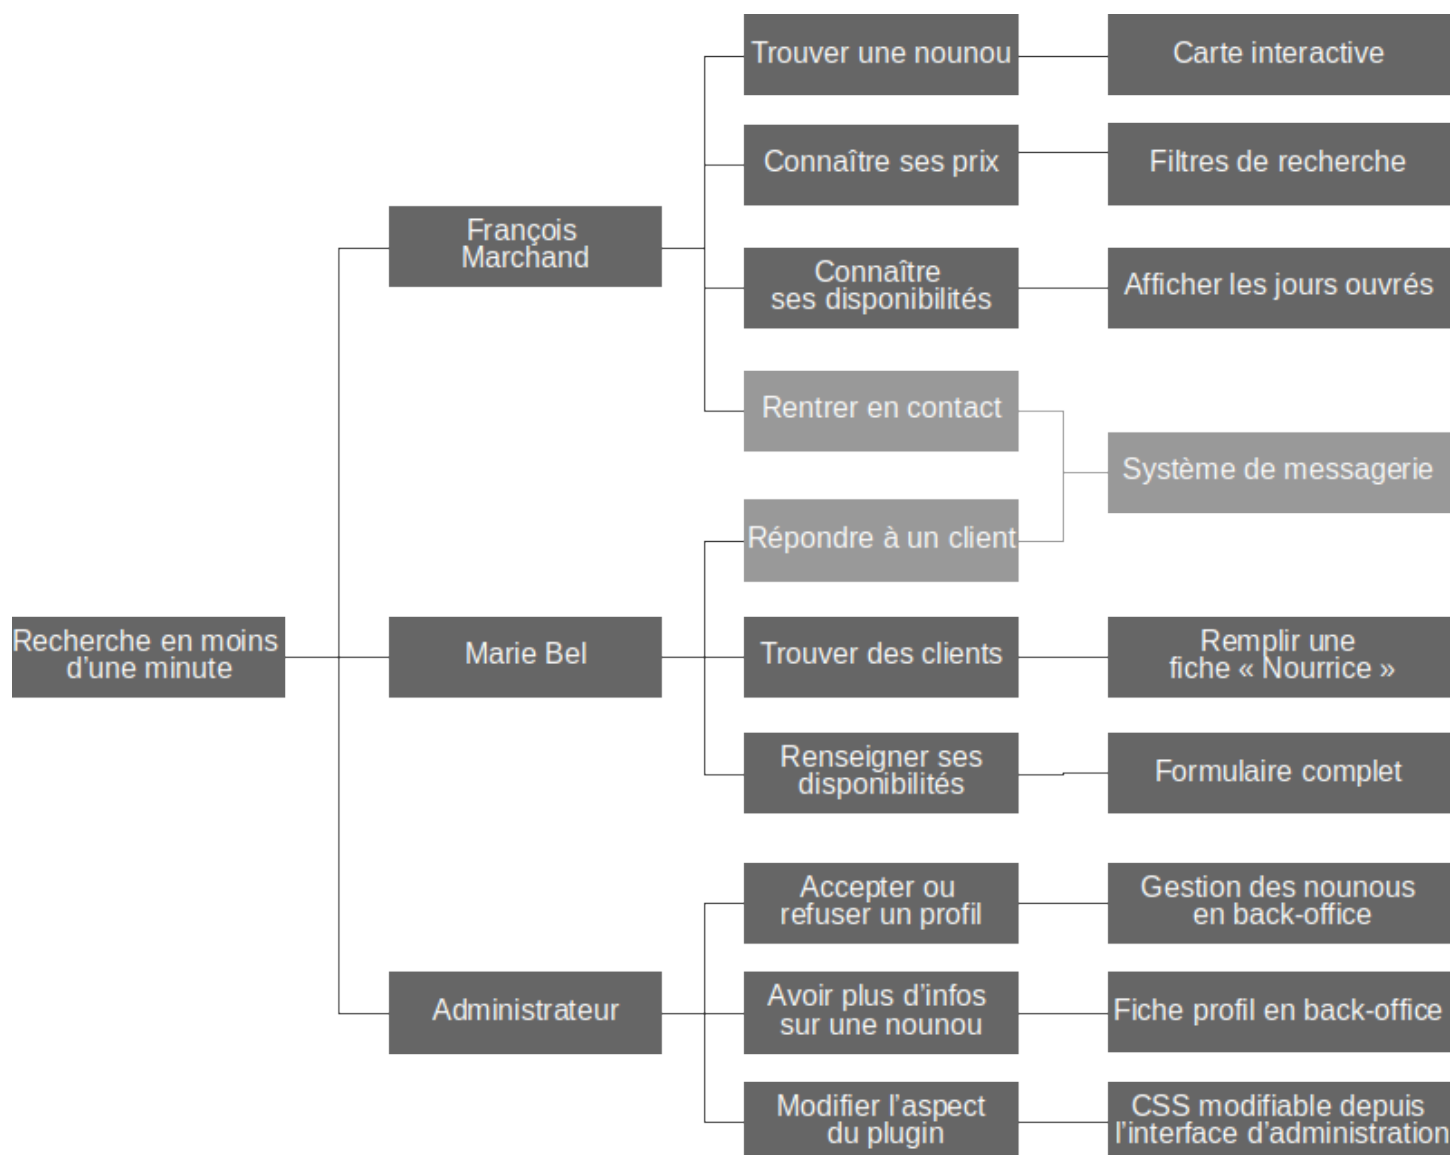 Trouver une nounou
Carte interactive
Connaître ses prix
Filtres de recherche
François
Marchand
Connaître
ses disponibilités
Afficher les jours ouvrés
Rentrer en contact
Système de messagerie
Répondre à un client
Recherche en moins
d’une minute
Marie Bel
Trouver des clients
Remplir une
fiche « Nourrice »
Renseigner ses
disponibilités
Formulaire complet
Accepter ou
refuser un profil
Gestion des nounous
en back-office
Administrateur
Avoir plus d’infos
sur une nounou
Fiche profil en back-office
Modifier l’aspect
du plugin
CSS modifiable depuis
l’interface d’administration